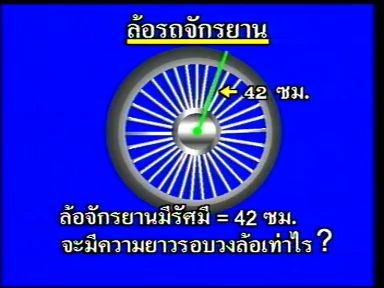 ล้อรถจักรยาน
42 ซม.
ล้อจักรยานมีรัศมี = 42 ซม.
จะมีความยาวรอบวงล้อเท่าไร ?